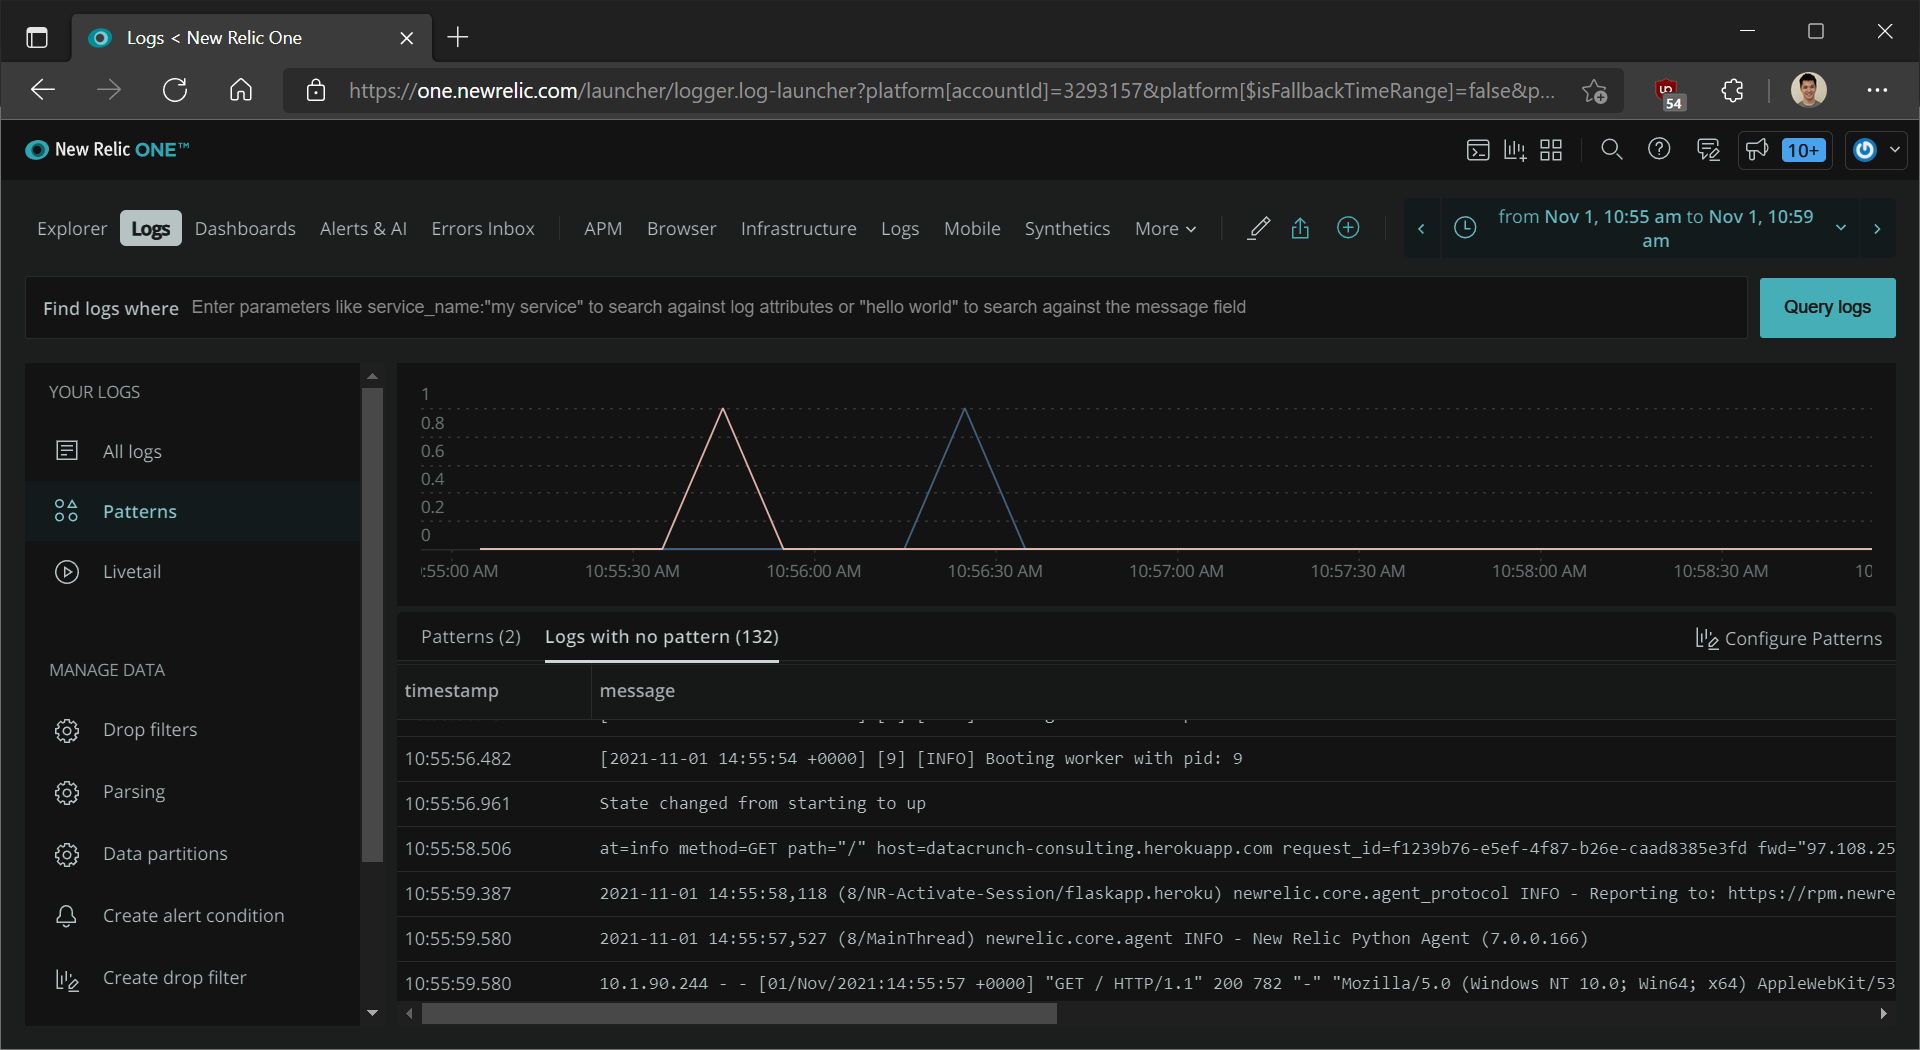 Logs < New Relic One
https://one.newrelic.com/launcher/logger.log-launcher?platform[accountId]=3293157&platform[$isFallbackTimeRange]=false&p...
54
New Relic ONE™
10+
Explorer Logs Dashboards Alerts & AI Errors Inbox APM Browser Infrastructure Logs Mobile Synthetics More
from Nov 1, 10:55 am to Nov 1, 10:59
am
Find logs where Enter parameters like service_name:"my service" to search against log attributes or "hello world" to search against the message field
Query logs
YOUR LOGS
All logs
Patterns
Livetail
MANAGE DATA
Drop filters
Parsing
Data partitions
Create alert condition
Create drop filter
1
0.8
0.6
0.4
0.2
0
:55:00 AM 10:55:30 AM 10:56:00 AM 10:56:30 AM 10:57:00 AM 10:57:30 AM 10:58:00 AM 10:58:30 AM 10
Patterns (2) Logs with no pattern (132) Configure Patterns
timestamp message
10:55:56.482 [2021-11-01 14:55:54 +0000] [9] [INFO] Booting worker with pid: 9
10:55:56.961 State changed from starting to up
10:55:58.506 at=info method=GET path="/" host=datacrunch-consulting.herokuapp.com request_id=f1239b76-e5ef-4f87-b26e-caad8385e3fd fwd="97.108.25
10:55:59.387 2021-11-01 14:55:58,118 (8/NR-Activate-Session/flaskapp.heroku) newrelic.core.agent_protocol INFO - Reporting to: https://rpm.newre
10:55:59.580 2021-11-01 14:55:57,527 (8/MainThread) newrelic.core.agent INFO - New Relic Python Agent (7.0.0.166)
10:55:59.580 10.1.90.244 - - [01/Nov/2021:14:55:57 +0000] "GET / HTTP/1.1" 200 782 "-" "Mozilla/5.0 (Windows NT 10.0; Win64; x64) AppleWebKit/53